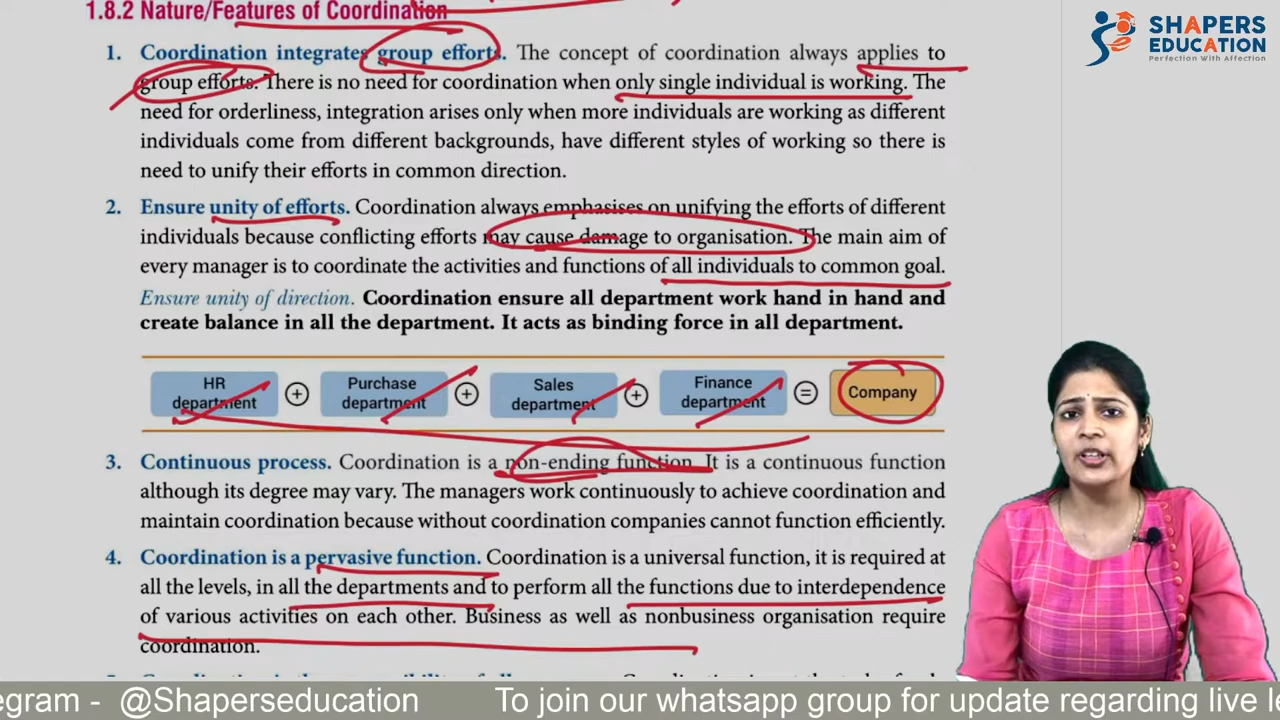 1.8.2 Nature/Features of Coordination
SHAPERS
EDUCATION
Perfection With Affection
1. Coordination integrates group efforts. The concept of coordination always applies to
group efforts. There is no need for coordination when only single individual is working. The
need for orderliness, integration arises only when more individuals are working as different
individuals come from different backgrounds, have different styles of working so there is
need to unify their efforts in common direction.
2. Ensure unity of efforts. Coordination always emphasises on unifying the efforts of different
individuals because conflicting efforts may cause damage to organisation. The main aim of
every manager is to coordinate the activities and functions of all individuals to common goal.
Ensure unity of direction. Coordination ensure all department work hand in hand and
create balance in all the department. It acts as binding force in all department.
HR
department
+
Purchase
department
+
Sales
department
+
Finance
department
=
Company
3. Continuous process. Coordination is a non-ending function. It is a continuous function
although its degree may vary. The managers work continuously to achieve coordination and
maintain coordination because without coordination companies cannot function efficiently.
4. Coordination is a pervasive function. Coordination is a universal function, it is required at
all the levels, in all the departments and to perform all the functions due to interdependence
of various activities on each other. Business as well as nonbusiness organisation require
coordination.
egram - @Shaperseducation To join our whatsapp group for update regarding live le